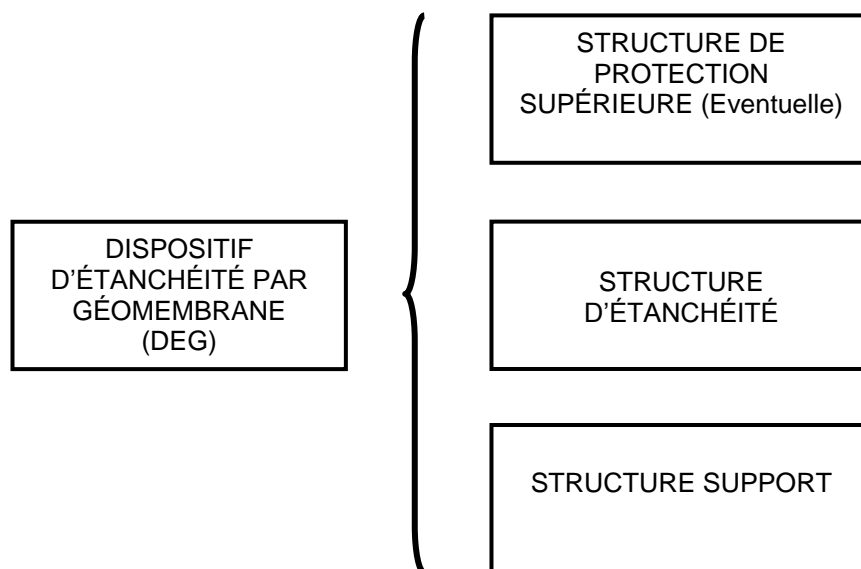 STRUCTURE DE
PROTECTION
SUPÉRIEURE (Eventuelle)
DISPOSITIF
D'ÉTANCHÉITÉ PAR
GÉOMEMBRANE
(DEG)
STRUCTURE
D'ÉTANCHÉITÉ
STRUCTURE SUPPORT